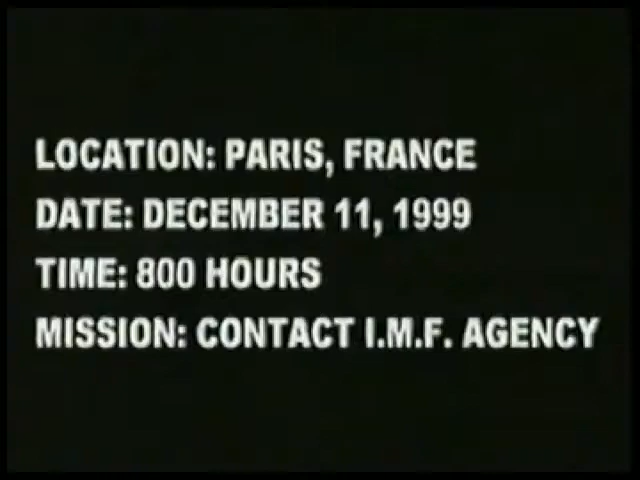 LOCATION: PARIS, FRANCE
DATE: DECEMBER 11, 1999
TIME: 800 HOURS
MISSION: CONTACT I.M.F. AGENCY